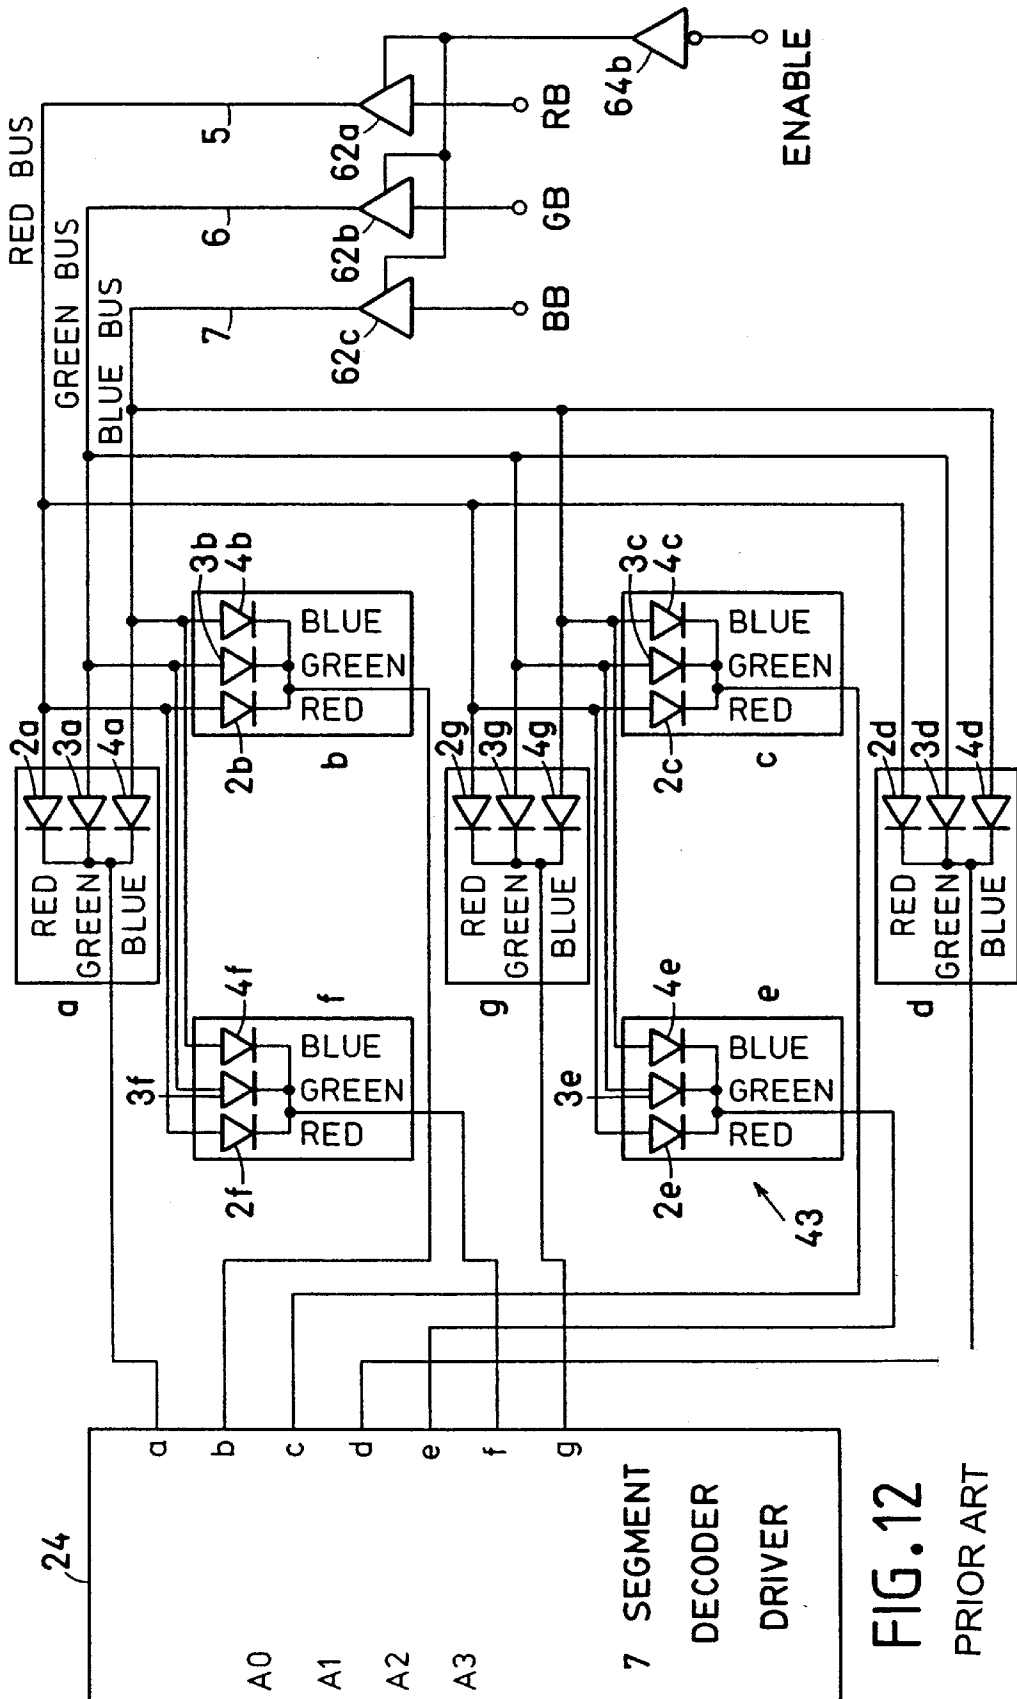 24
A0
A1
A2
A3
7 SEGMENT
DECODER
DRIVER
a
b
c
d
e
f
g
a
RED
GREEN
BLUE
2a
3a
4a
f
2f
3f
4f
RED
GREEN
BLUE
b
2b
3b
4b
RED
GREEN
BLUE
g
RED
GREEN
BLUE
2g
3g
4g
e
2e
3e
4e
RED
GREEN
BLUE
c
2c
3c
4c
RED
GREEN
BLUE
d
RED
GREEN
BLUE
2d
3d
4d
43
RED BUS
GREEN BUS
BLUE BUS
5
6
7
62a
62b
62c
64b
RB
GB
BB
ENABLE
FIG.12
PRIOR ART